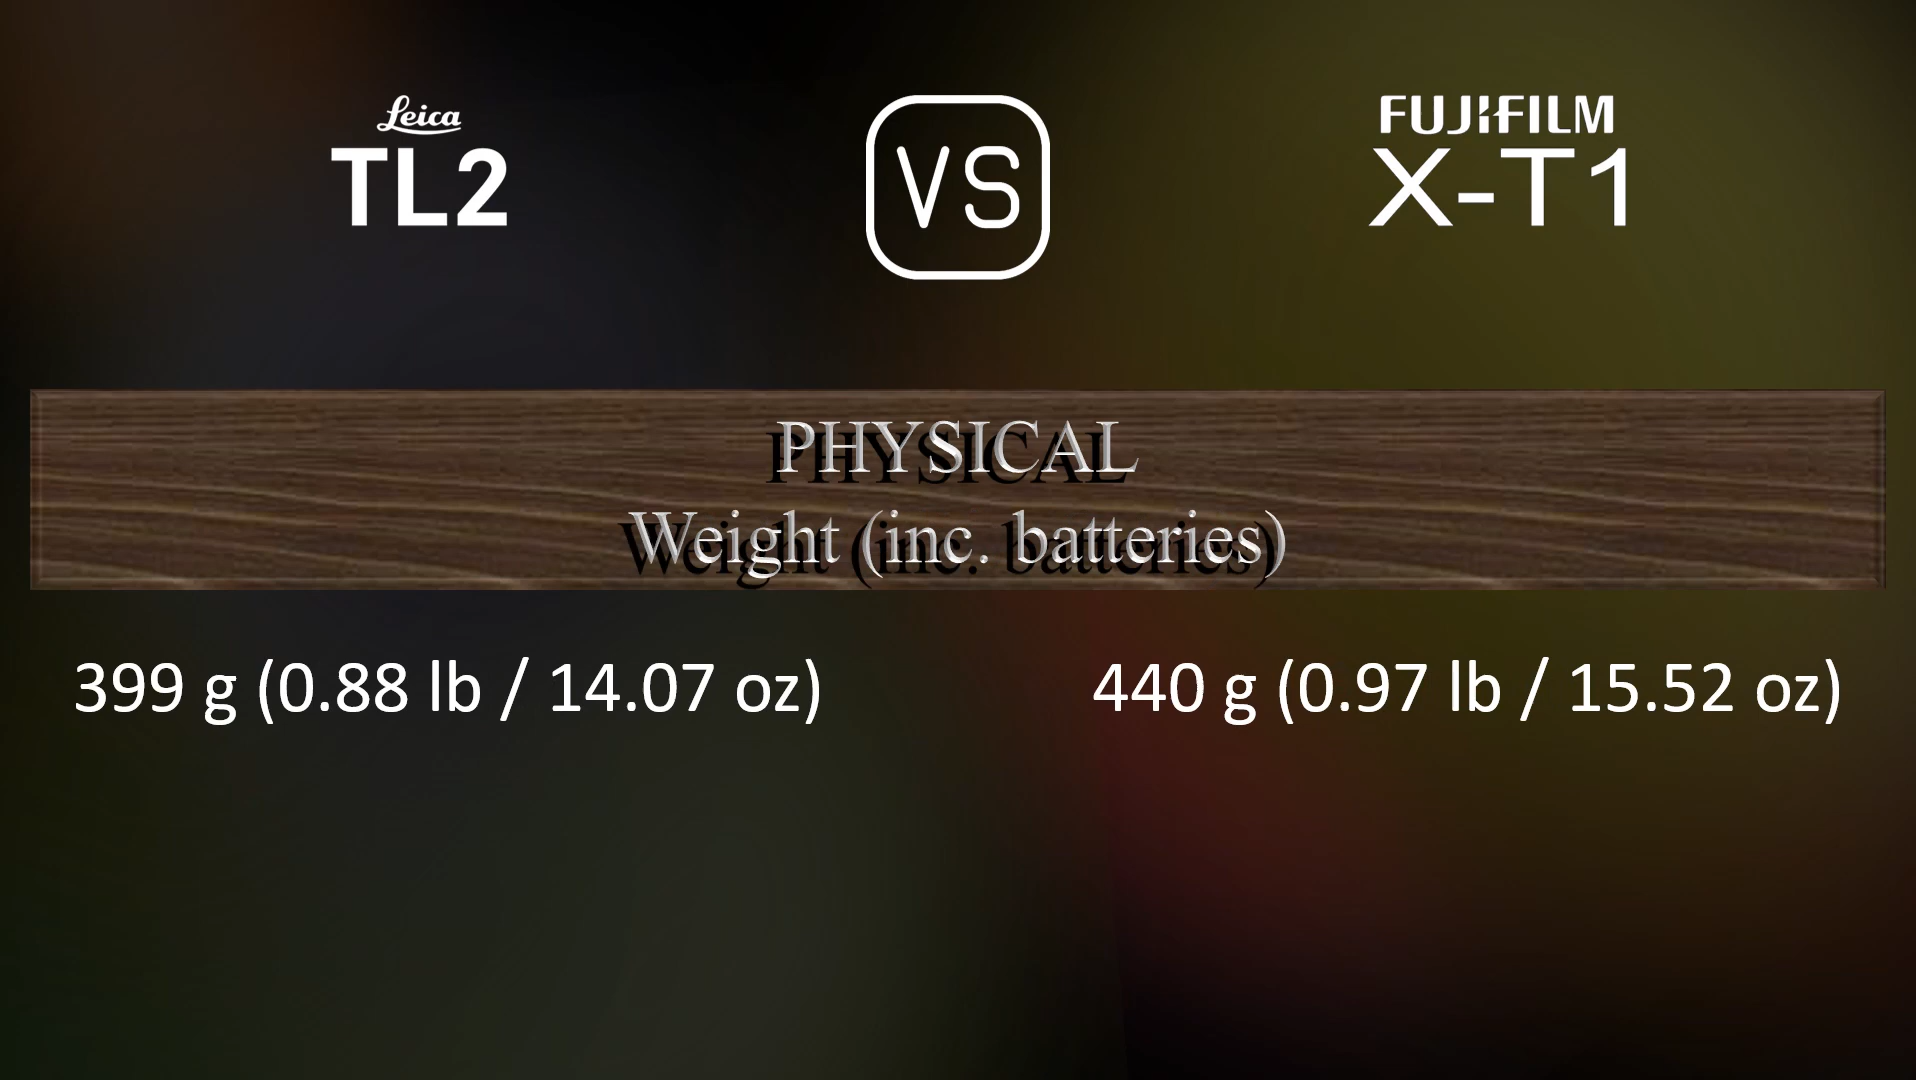 Leica
TL2
VS
FUJIFILM
X-T1
PHYSICAL
Weight (inc. batteries)
399 g (0.88 lb / 14.07 oz)
440 g (0.97 lb / 15.52 oz)